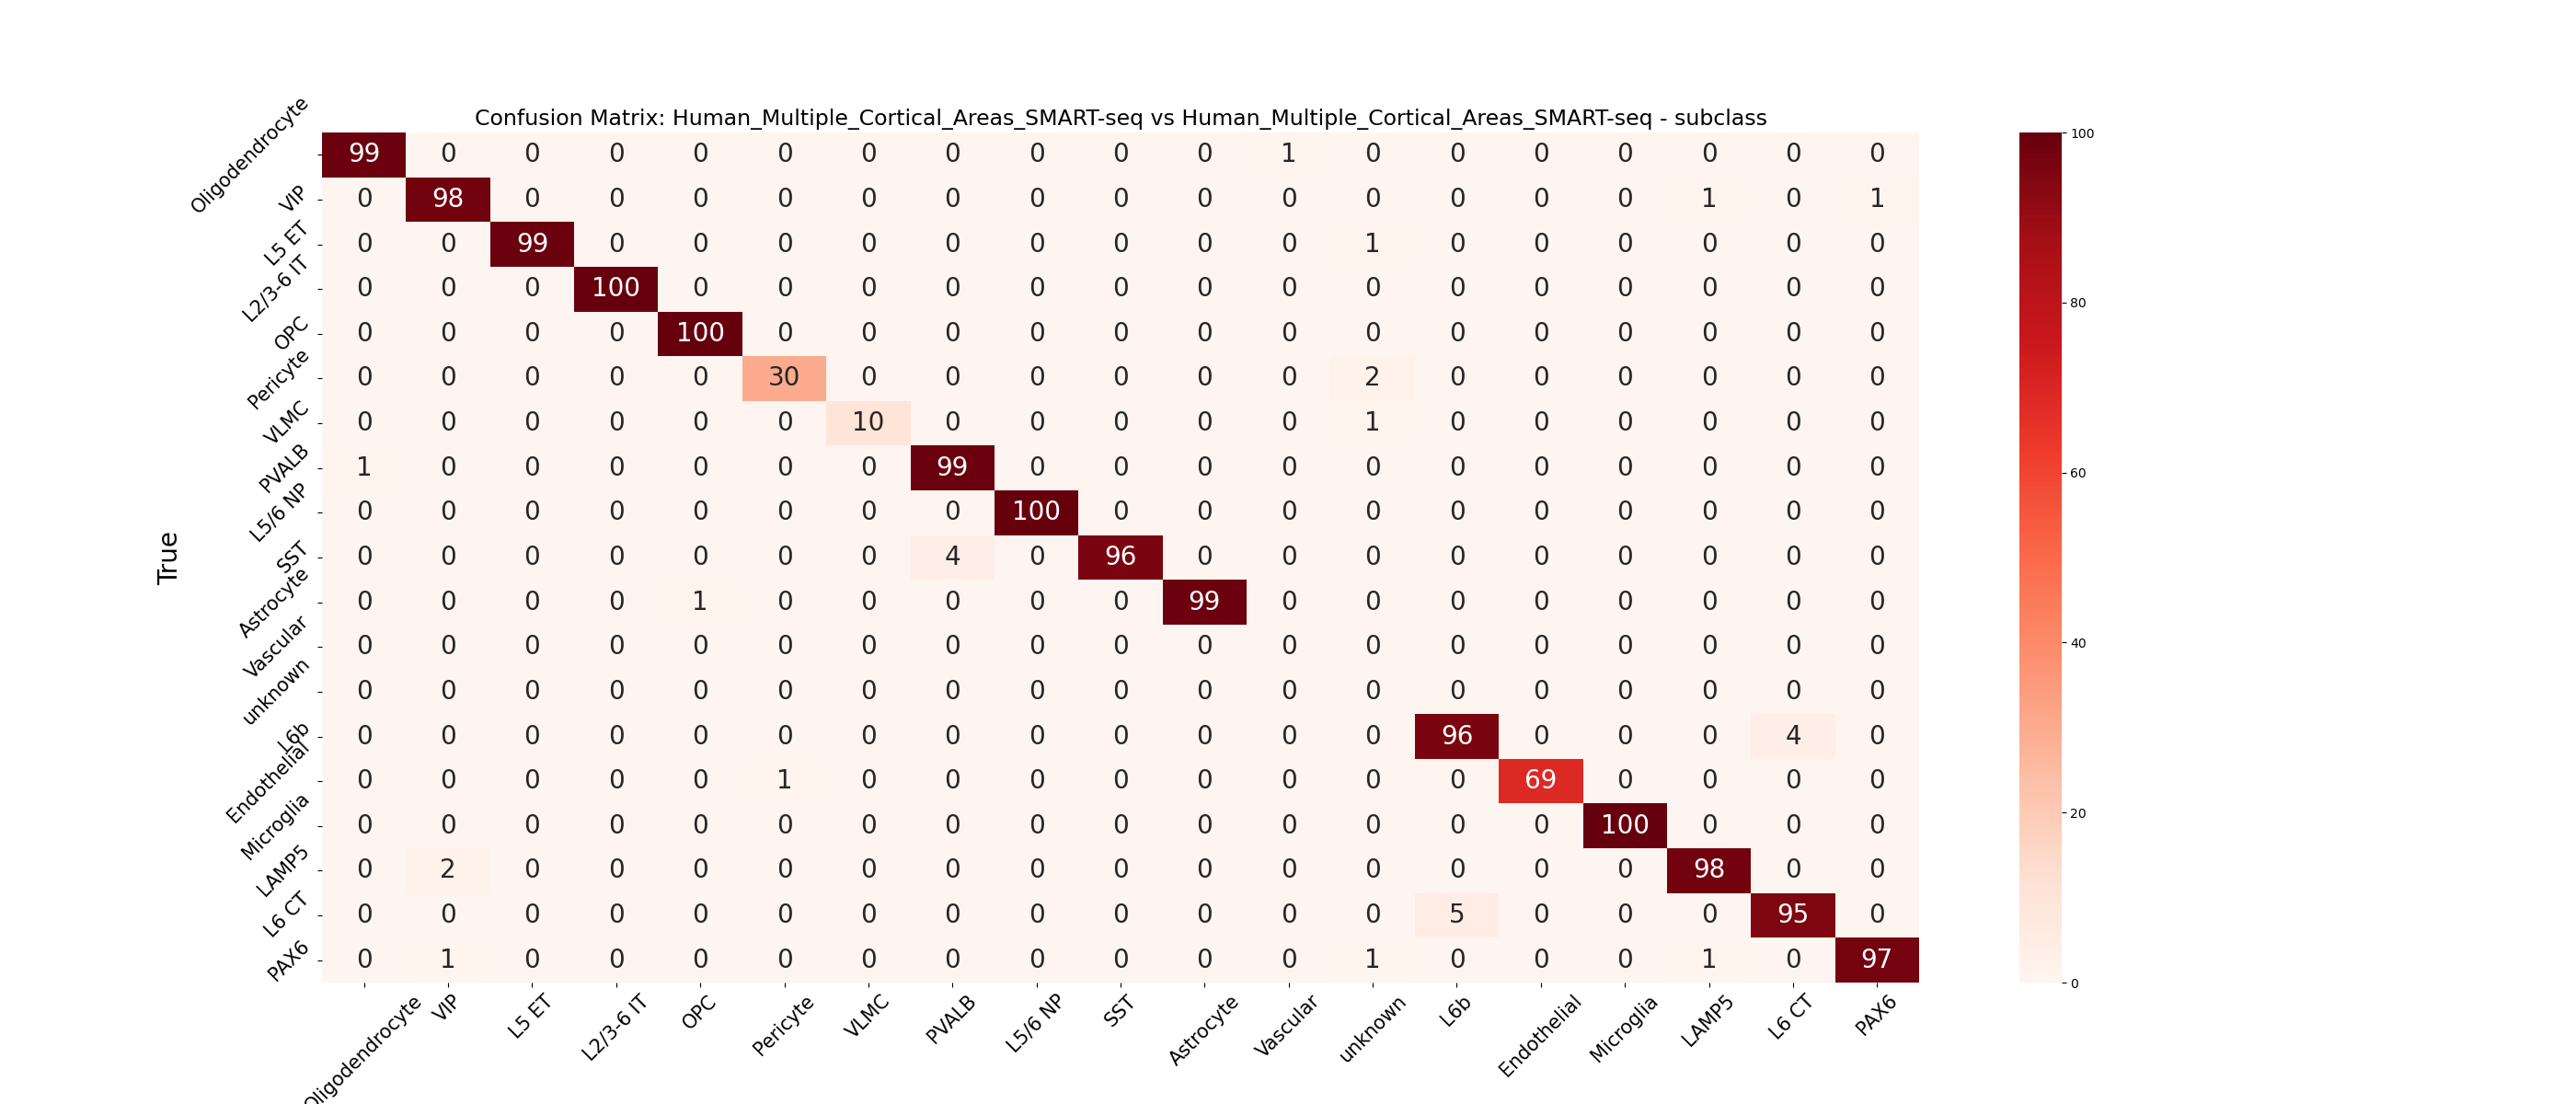 Confusion Matrix: Human_Multiple_Cortical_Areas_SMART-seq vs Human_Multiple_Cortical_Areas_SMART-seq - subclass
True
Oligodendrocyte 99 0 0 0 0 0 0 0 0 0 0 1 0 0 0 0 0 0 0
VIP 0 98 0 0 0 0 0 0 0 0 0 0 0 0 0 0 1 0 1
L5 ET 0 0 99 0 0 0 0 0 0 0 0 0 1 0 0 0 0 0 0
L2/3-6 IT 0 0 0 100 0 0 0 0 0 0 0 0 0 0 0 0 0 0 0
OPC 0 0 0 0 100 0 0 0 0 0 0 0 0 0 0 0 0 0 0
Pericyte 0 0 0 0 0 30 0 0 0 0 0 0 2 0 0 0 0 0 0
VLMC 0 0 0 0 0 0 10 0 0 0 0 0 1 0 0 0 0 0 0
PVALB 1 0 0 0 0 0 0 99 0 0 0 0 0 0 0 0 0 0 0
L5/6 NP 0 0 0 0 0 0 0 0 100 0 0 0 0 0 0 0 0 0 0
SST 0 0 0 0 0 0 0 4 0 96 0 0 0 0 0 0 0 0 0
Astrocyte 0 0 0 0 1 0 0 0 0 0 99 0 0 0 0 0 0 0 0
Vascular 0 0 0 0 0 0 0 0 0 0 0 0 0 0 0 0 0 0 0
unknown 0 0 0 0 0 0 0 0 0 0 0 0 0 0 0 0 0 0 0
L6b 0 0 0 0 0 0 0 0 0 0 0 0 0 96 0 0 0 4 0
Endothelial 0 0 0 0 0 1 0 0 0 0 0 0 0 0 69 0 0 0 0
Microglia 0 0 0 0 0 0 0 0 0 0 0 0 0 0 0 100 0 0 0
LAMP5 0 2 0 0 0 0 0 0 0 0 0 0 0 0 0 0 98 0 0
L6 CT 0 0 0 0 0 0 0 0 0 0 0 0 0 5 0 0 0 95 0
PAX6 0 1 0 0 0 0 0 0 0 0 0 0 1 0 0 0 1 0 97
Oligodendrocyte VIP L5 ET L2/3-6 IT OPC Pericyte VLMC PVALB L5/6 NP SST Astrocyte Vascular unknown L6b Endothelial Microglia LAMP5 L6 CT PAX6
100
80
60
40
20
0